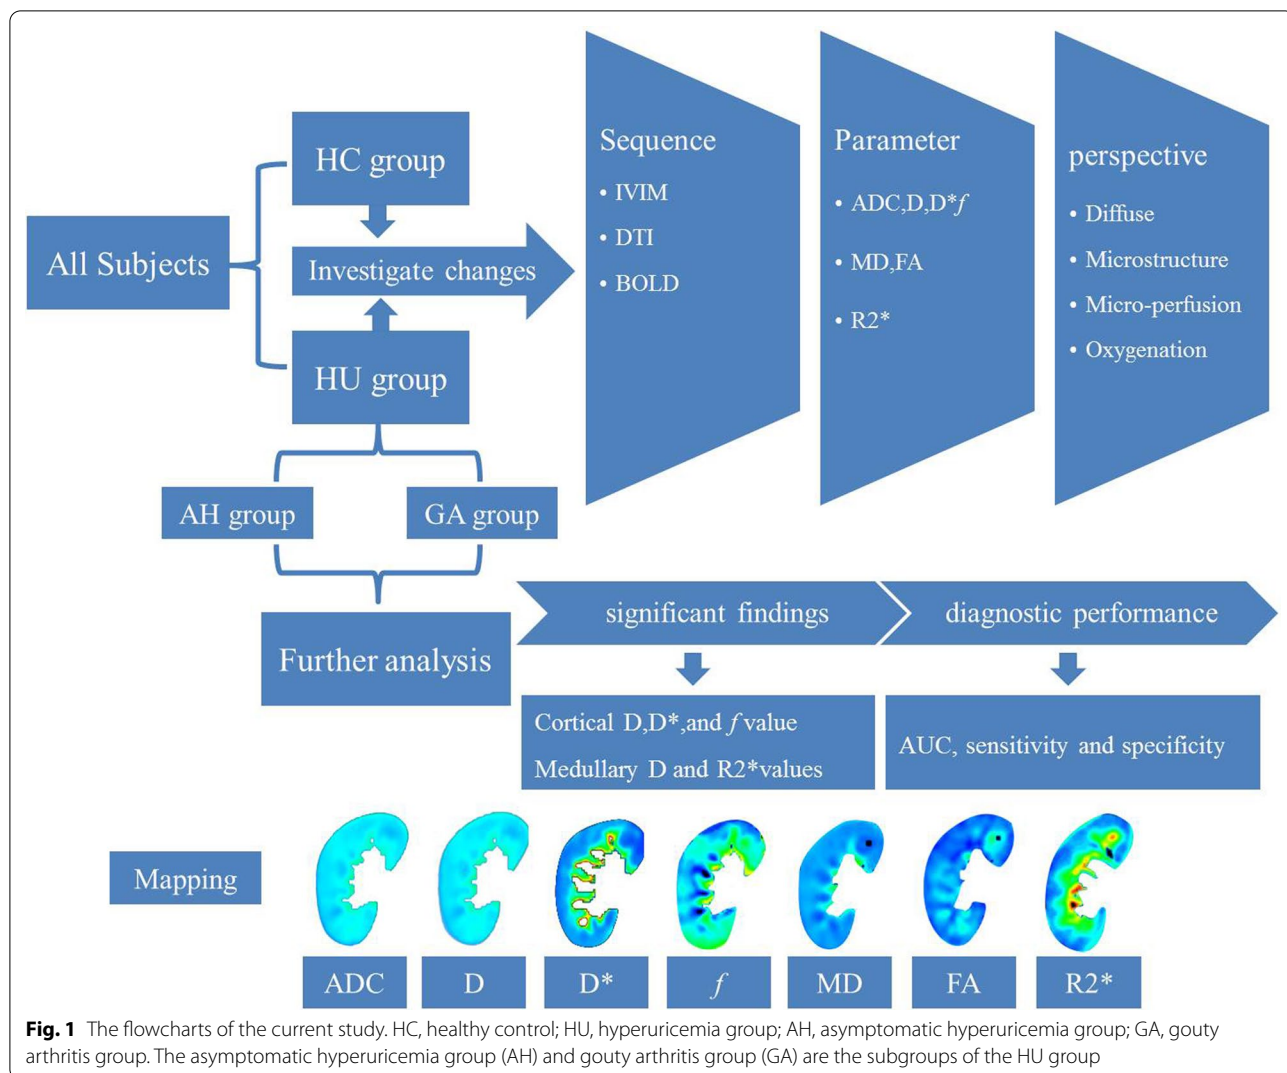 All Subjects
HC group
Investigate changes
HU group
AH group
GA group
Further analysis
Sequence
• IVIM
• DTI
• BOLD
Parameter
• ADC,D,D*f
• MD,FA
• R2*
perspective
• Diffuse
• Microstructure
• Micro-perfusion
• Oxygenation
significant findings
diagnostic performance
Cortical D,D*,and f value
Medullary D and R2*values
AUC, sensitivity and specificity
Mapping
ADC
D
D*
f
MD
FA
R2*
Fig. 1 The flowcharts of the current study. HC, healthy control; HU, hyperuricemia group; AH, asymptomatic hyperuricemia group; GA, gouty
arthritis group. The asymptomatic hyperuricemia group (AH) and gouty arthritis group (GA) are the subgroups of the HU group